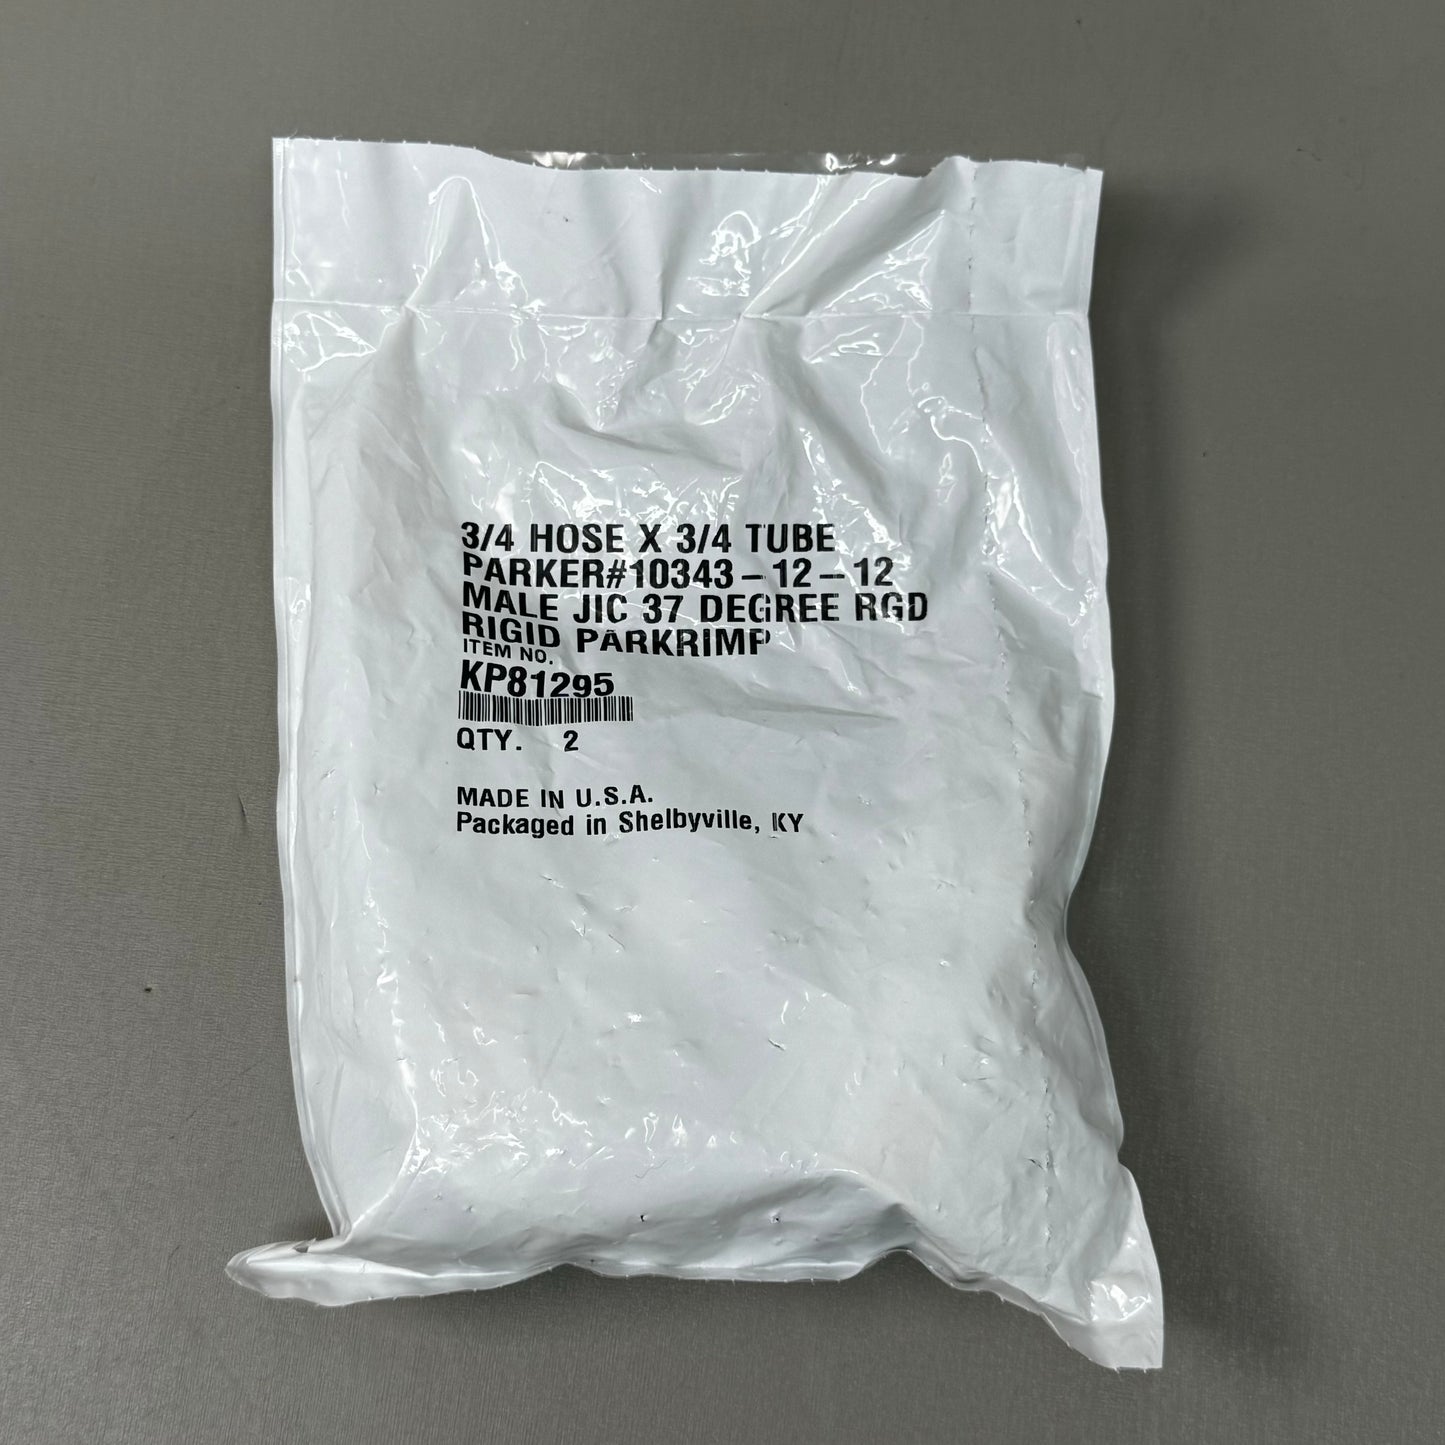 3/4 HOSE X 3/4 TUBE
PARKER#10343-12-12
MALE JIC 37 DEGREE RGD
RIGID PARKRIMP
ITEM NO.
KP81295
QTY. 2
MADE IN U.S.A.
Packaged in Shelbyville, KY